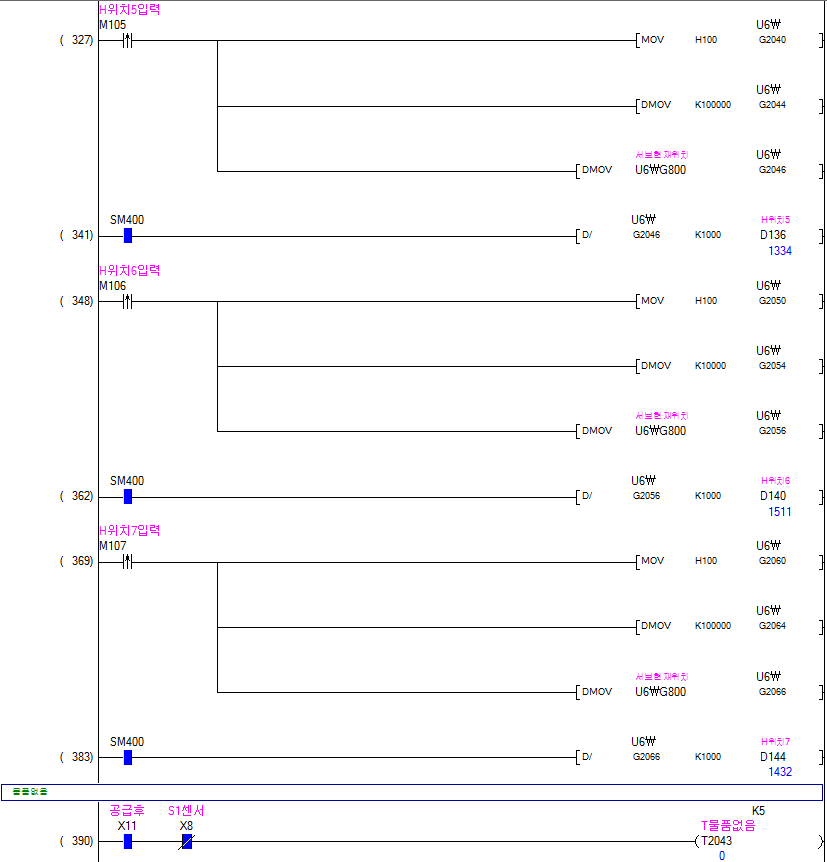 H위치5입력
M105
U6₩
( 327)
MOV H100 G2040
U6₩
DMOV K100000 G2044
서보현재위치 U6₩
DMOV U6₩G800 G2046
SM400 U6₩ H위치5
( 341) D/ G2046 K1000 D136
1334
H위치6입력
M106 U6₩
( 348) MOV H100 G2050
U6₩
DMOV K10000 G2054
서보현재위치 U6₩
DMOV U6₩G800 G2056
SM400 U6₩ H위치6
( 362) D/ G2056 K1000 D140
1511
H위치7입력
M107 U6₩
( 369) MOV H100 G2060
U6₩
DMOV K100000 G2064
서보현재위치 U6₩
DMOV U6₩G800 G2066
SM400 U6₩ H위치7
( 383) D/ G2066 K1000 D144
1432
물품없음
공급후 S1센서 K5
X11 X8 T물품없음
( 390) T2043
0